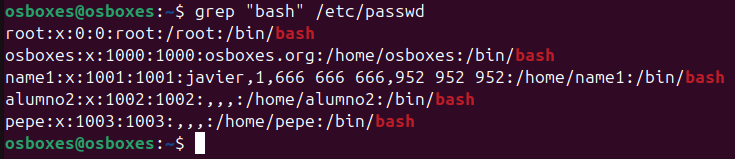 osboxes@osboxes:~$ grep "bash" /etc/passwd
root:x:0:0:root:/root:/bin/bash
osboxes:x:1000:1000:osboxes.org:/home/osboxes:/bin/bash
name1:x:1001:1001:javier,1,666 666 666,952 952 952:/home/name1:/bin/bash
alumno2:x:1002:1002:,,,:/home/alumno2:/bin/bash
pepe:x:1003:1003:,,,:/home/pepe:/bin/bash
osboxes@osboxes:~$